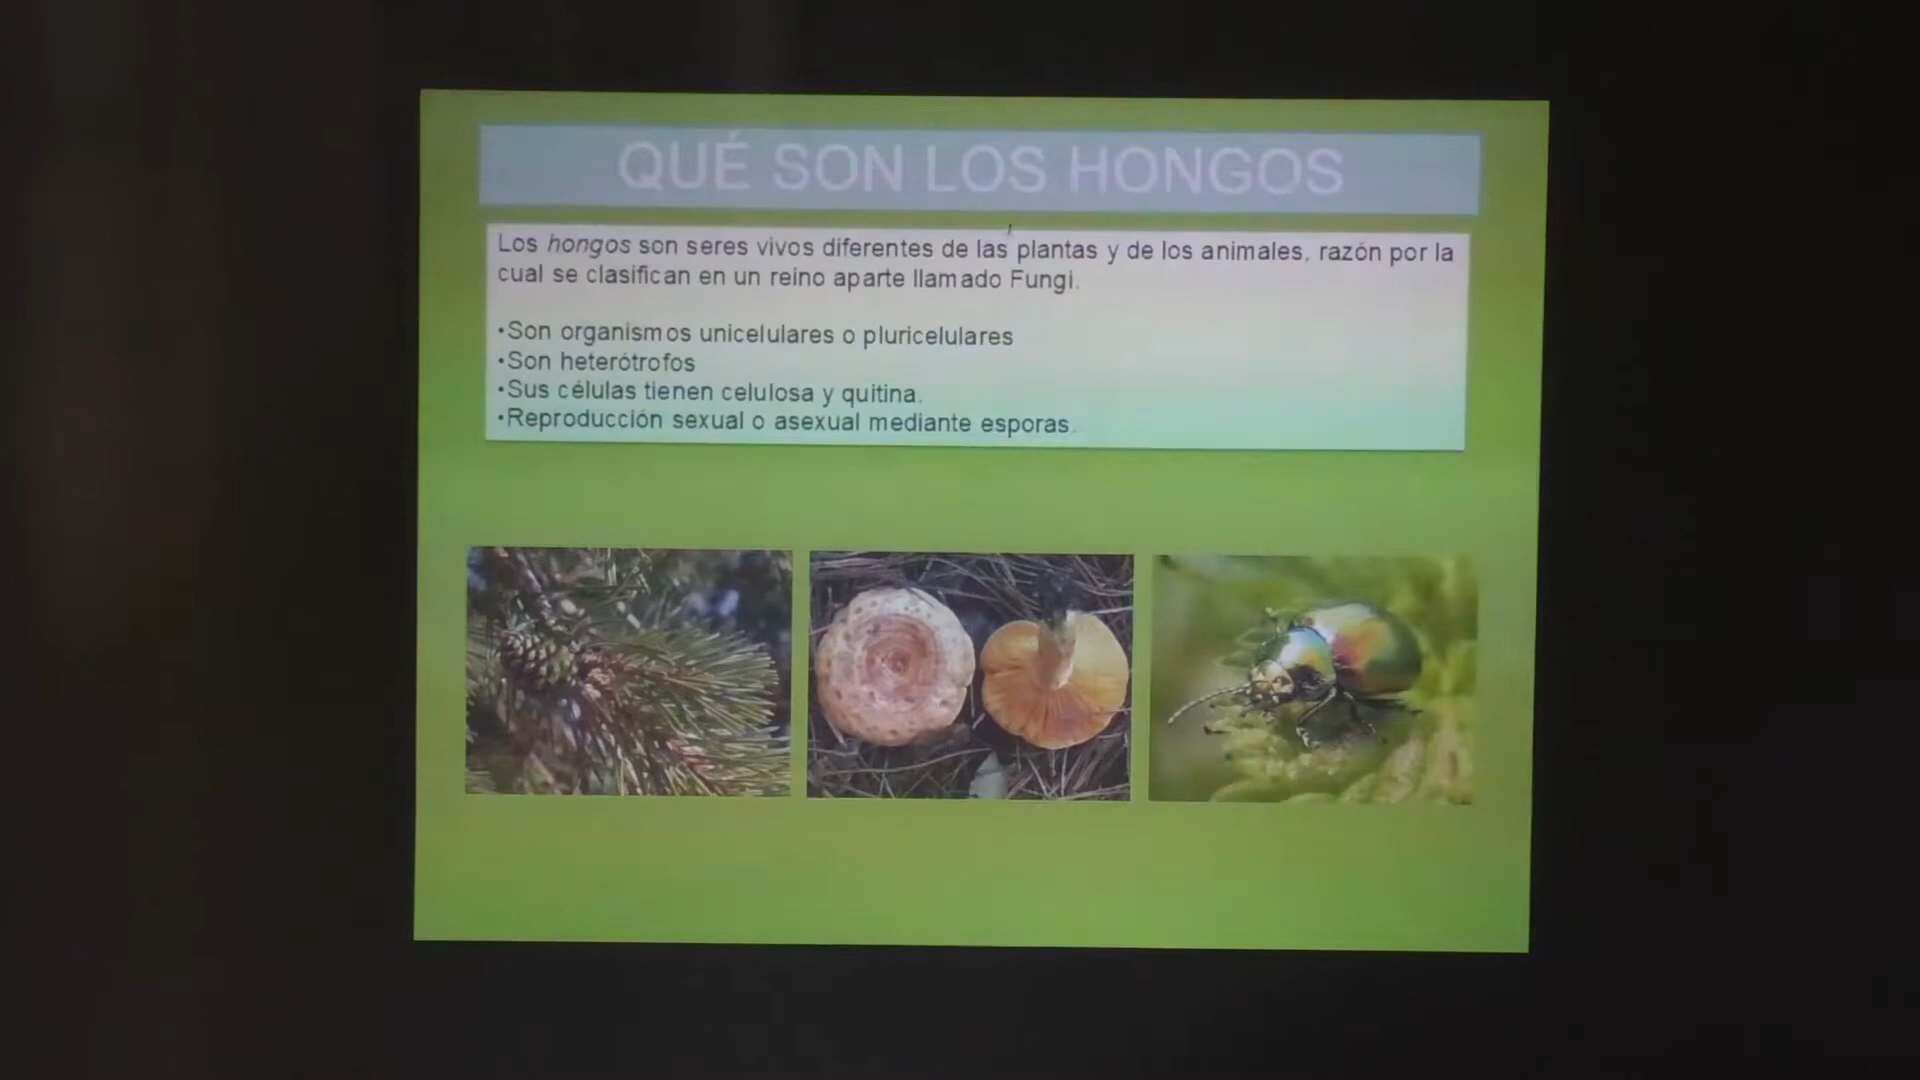 QUÉ SON LOS HONGOS
Los hongos son seres vivos diferentes de las plantas y de los animales, razón por la
cual se clasifican en un reino aparte llamado Fungi.
•Son organismos unicelulares o pluricelulares
•Son heterótrofos
•Sus células tienen celulosa y quitina.
•Reproducción sexual o asexual mediante esporas.